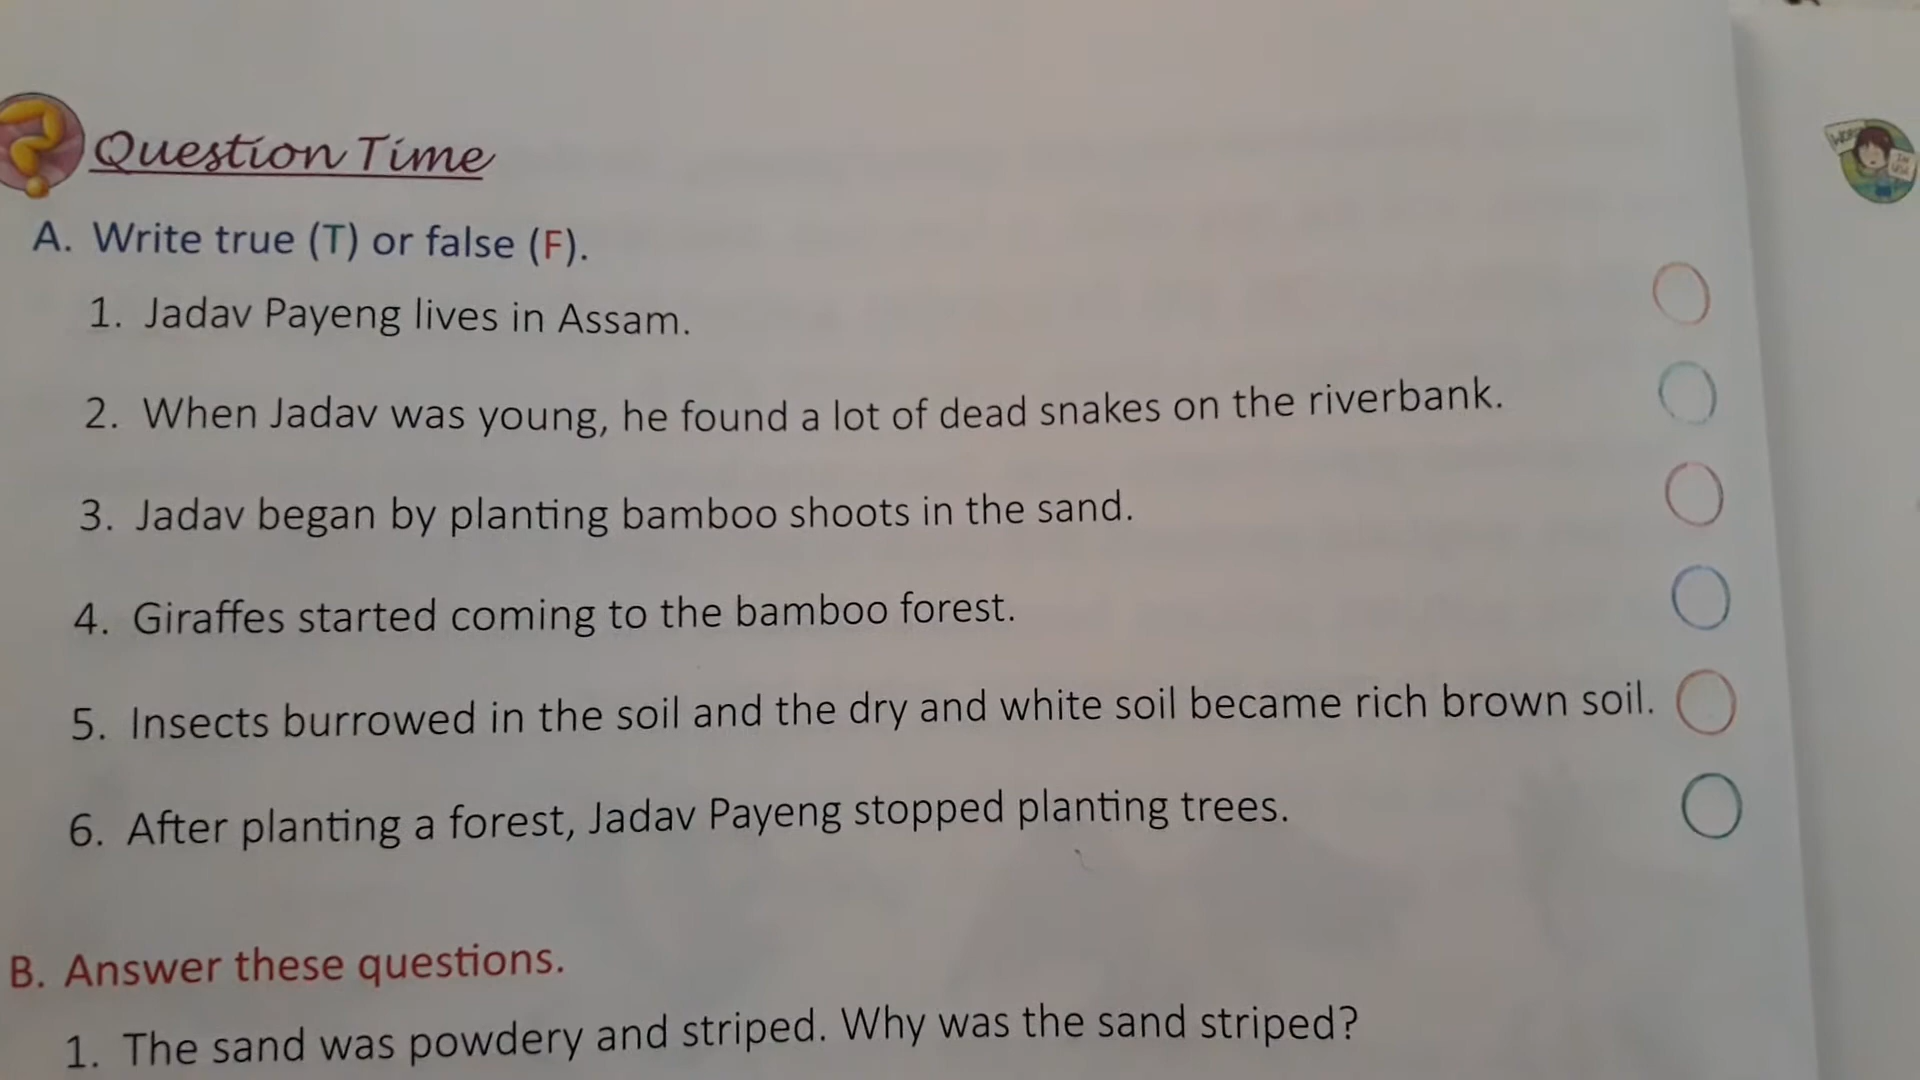 Question Time
A. Write true (T) or false (F).
1. Jadav Payeng lives in Assam.
2. When Jadav was young, he found a lot of dead snakes on the riverbank.
3. Jadav began by planting bamboo shoots in the sand.
4. Giraffes started coming to the bamboo forest.
5. Insects burrowed in the soil and the dry and white soil became rich brown soil.
6. After planting a forest, Jadav Payeng stopped planting trees.
B. Answer these questions.
1. The sand was powdery and striped. Why was the sand striped?